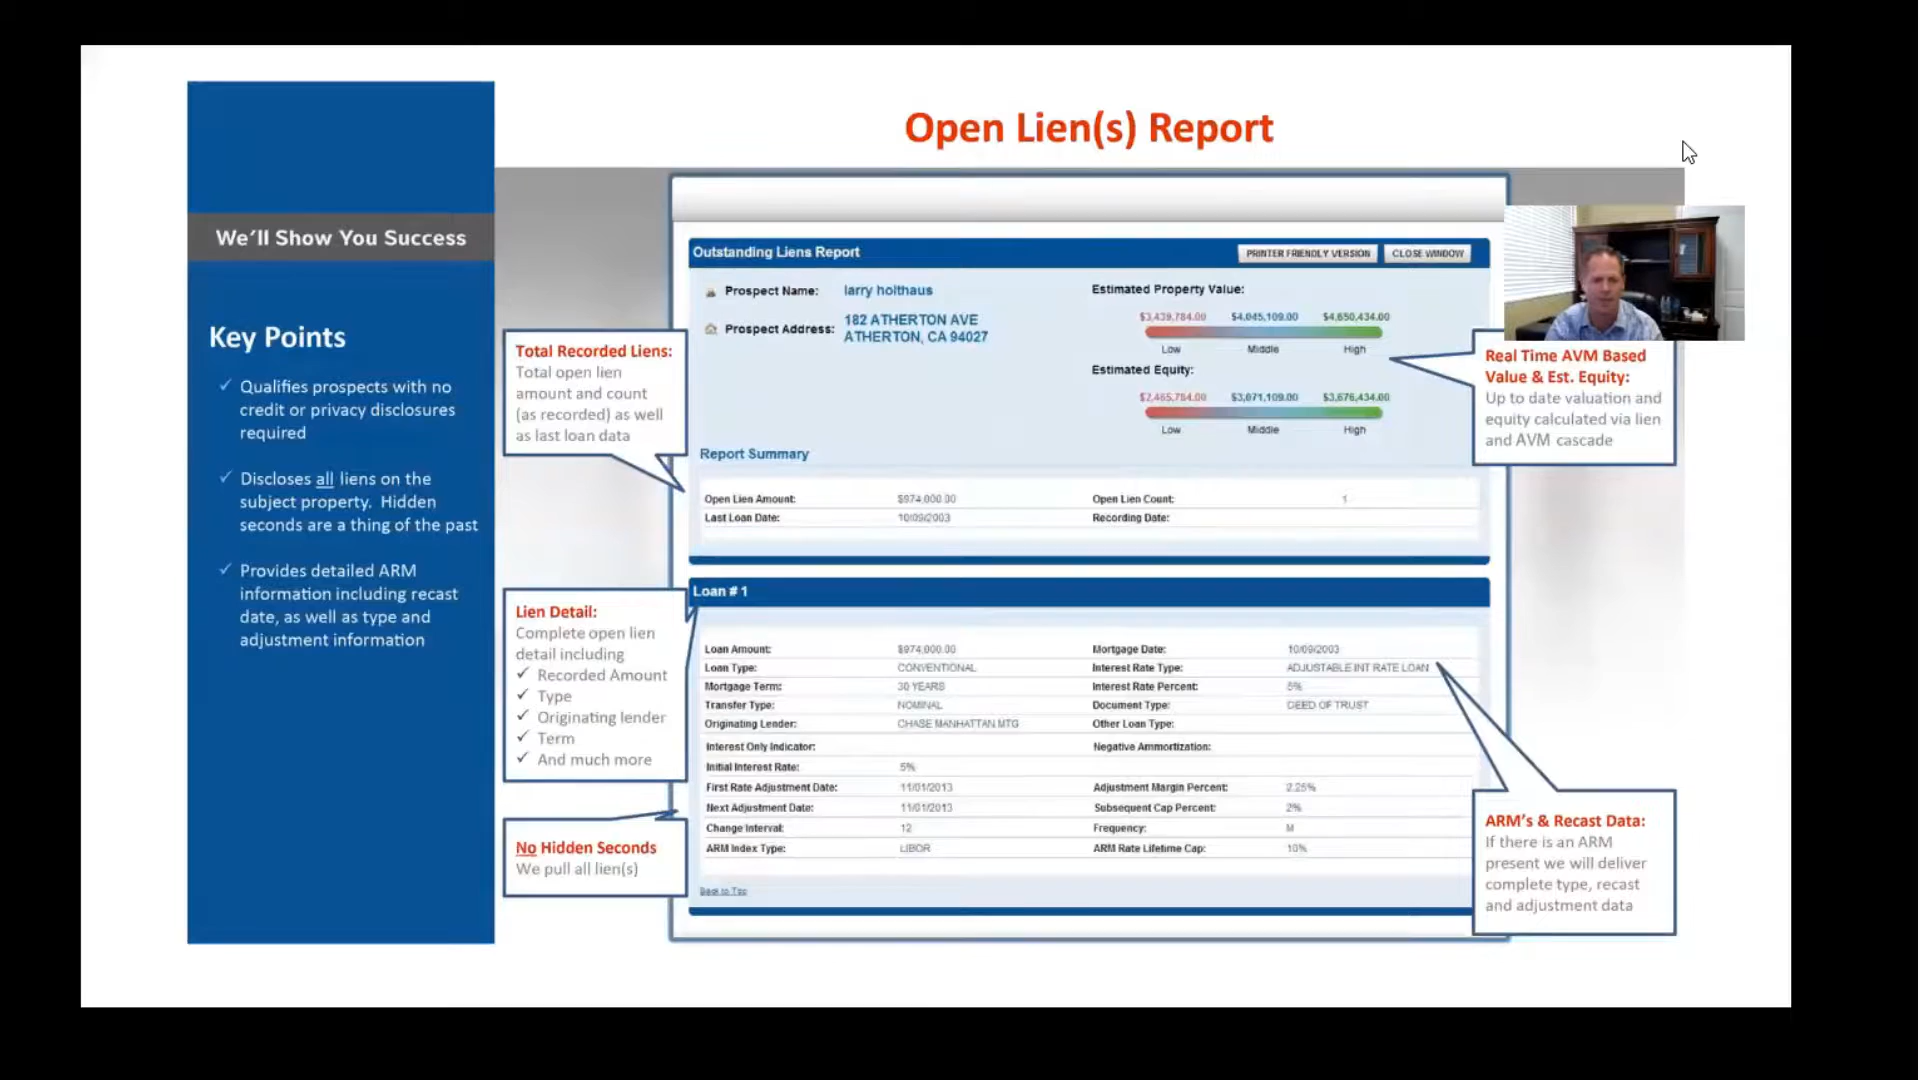 Open Lien(s) Report
We'll Show You Success
Key Points
✓ Qualifies prospects with no
credit or privacy disclosures
required
✓ Discloses all liens on the
subject property. Hidden
seconds are a thing of the past
✓ Provides detailed ARM
information including recast
date, as well as type and
adjustment information
Total Recorded Liens:
Total open lien
amount and count
(as recorded) as well
as last loan data
Lien Detail:
Complete open lien
detail including
✓ Recorded Amount
✓ Type
✓ Originating lender
✓ Term
✓ And much more
No Hidden Seconds
We pull all lien(s)
Outstanding Liens Report PRINTER FRIENDLY VERSION CLOSE WINDOW
Prospect Name: larry holthaus
Prospect Address: 182 ATHERTON AVE
ATHERTON, CA 94027
Estimated Property Value:
$3,439,784.00 $4,045,109.00 $4,650,434.00
Low Middle High
Estimated Equity:
$2,465,784.00 $3,071,109.00 $3,676,434.00
Low Middle High
Report Summary
Open Lien Amount: $974,000.00 Open Lien Count: 1
Last Loan Date: 10/09/2003 Recording Date:
Loan # 1
Loan Amount: $974,000.00 Mortgage Date: 10/09/2003
Loan Type: CONVENTIONAL Interest Rate Type: ADJUSTABLE INT RATE LOAN
Mortgage Term: 30 YEARS Interest Rate Percent: 5%
Transfer Type: NOMINAL Document Type: DEED OF TRUST
Originating Lender: CHASE MANHATTAN MTG Other Loan Type:
Interest Only Indicator: Negative Ammortization:
Initial Interest Rate: 5%
First Rate Adjustment Date: 11/01/2013 Adjustment Margin Percent: 2.25%
Next Adjustment Date: 11/01/2013 Subsequent Cap Percent: 2%
Change Interval: 12 Frequency: M
ARM Index Type: LIBOR ARM Rate Lifetime Cap: 10%
Back to Top
Real Time AVM Based
Value & Est. Equity:
Up to date valuation and
equity calculated via lien
and AVM cascade
ARM's & Recast Data:
If there is an ARM
present we will deliver
complete type, recast
and adjustment data